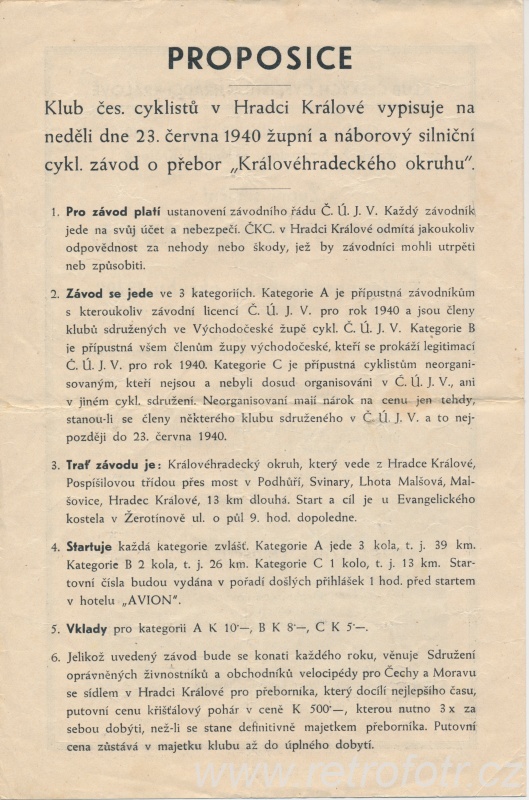 PROPOSICE
Klub čes. cyklistů v Hradci Králové vypisuje na
neděli dne 23. června 1940 župní a náborový silniční
cykl. závod o přebor „Královéhradeckého okruhu".
1. Pro závod platí ustanovení závodního řádu Č. Ú. J. V. Každý závodník
jede na svůj účet a nebezpečí. ČKC. v Hradci Králové odmítá jakoukoliv
odpovědnost za nehody nebo škody, jež by závodníci mohli utrpěti
neb způsobiti.
2. Závod se jede ve 3 kategoriích. Kategorie A je přípustná závodníkům
s kteroukoliv závodní licencí Č. Ú. J. V. pro rok 1940 a jsou členy
klubů sdružených ve Východočeské župě cykl. Č. Ú. J. V. Kategorie B
je přípustná všem členům župy východočeské, kteří se prokáží legitimací
Č. Ú. J. V. pro rok 1940. Kategorie C je přípustná cyklistům neorgani-
sovaným, kteří nejsou a nebyli dosud organisováni v Č. Ú. J. V., ani
v jiném cykl. sdružení. Neorganisovaní mají nárok na cenu jen tehdy,
stanou-li se členy některého klubu sdruženého v Č. Ú. J. V. a to nej-
později do 23. června 1940.
3. Trať závodu je: Královéhradecký okruh, který vede z Hradce Králové,
Pospíšilovou třídou přes most v Podhůří, Svinary, Lhota Malšová, Mal-
šovice, Hradec Králové, 13 km dlouhá. Start a cíl je u Evangelického
kostela v Žerotínově ul. o půl 9. hod. dopoledne.
4. Startuje každá kategorie zvlášť. Kategorie A jede 3 kola, t. j. 39 km.
Kategorie B 2 kola, t. j. 26 km. Kategorie C 1 kolo, t. j. 13 km. Star-
tovní čísla budou vydána v pořadí došlých přihlášek 1 hod. před startem
v hotelu „AVION".
5. Vklady pro kategorii A K 10·—, B K 8·—, C K 5·—.
6. Jelikož uvedený závod bude se konati každého roku, věnuje Sdružení
oprávněných živnostníků a obchodníků velocipédy pro Čechy a Moravu
se sídlem v Hradci Králové pro přeborníka, který docílí nejlepšího času,
putovní cenu křišťálový pohár v ceně K 500·—, kterou nutno 3 x za
sebou dobýti, než-li se stane definitivně majetkem přeborníka. Putovní
cena zůstává v majetku klubu až do úplného dobytí.
www.retrofotr.cz